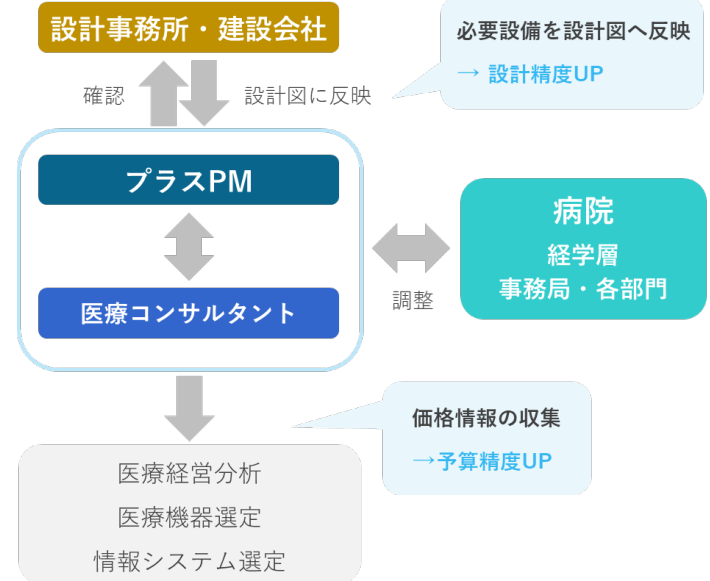 設計事務所・建設会社
必要設備を設計図へ反映
→ 設計精度UP
確認
設計図に反映
プラスPM
医療コンサルタント
病院
経学層
事務局・各部門
調整
価格情報の収集
→予算精度UP
医療経営分析
医療機器選定
情報システム選定